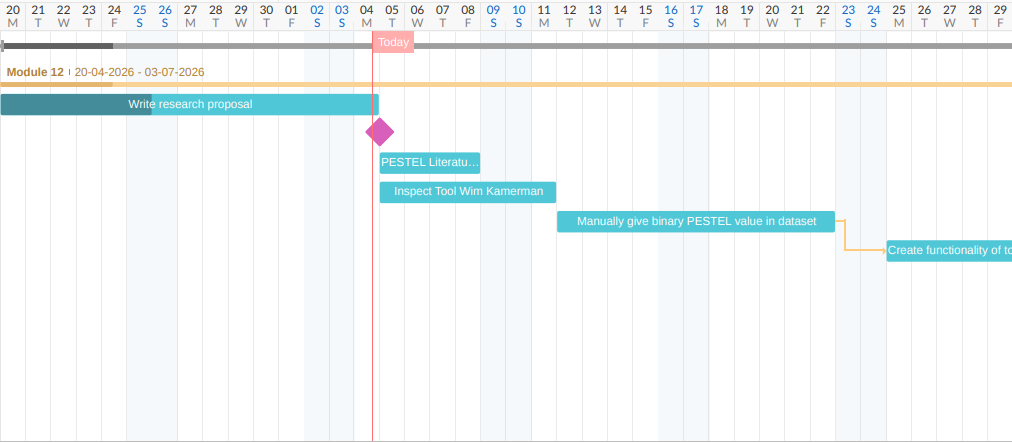 20 21 22 23 24 25 26 27 28 29 30 01 02 03 04 05 06 07 08 09 10 11 12 13 14 15 16 17 18 19 20 21 22 23 24 25 26 27 28 29
M T W T F S S M T W T F S S M T W T F S S M T W T F S S M T W T F S S M T W T F
Today
Module 12 | 20-04-2026 - 03-07-2026
Write research proposal
PESTEL Literatu...
Inspect Tool Wim Kamerman
Manually give binary PESTEL value in dataset
Create functionality of to